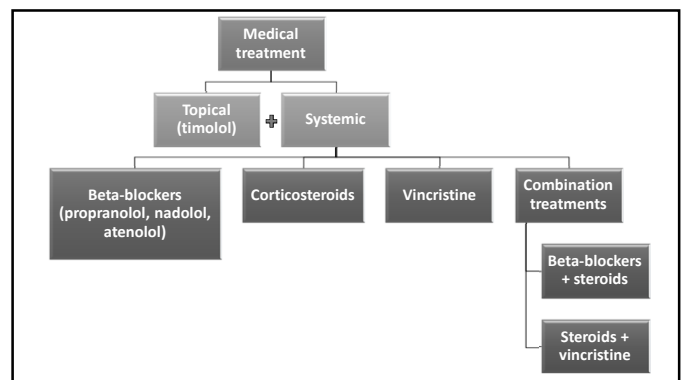 Medical
treatment
Topical
(timolol)
Systemic
Beta-blockers
(propranolol, nadolol,
atenolol)
Corticosteroids
Vincristine
Combination
treatments
Beta-blockers
+ steroids
Steroids +
vincristine